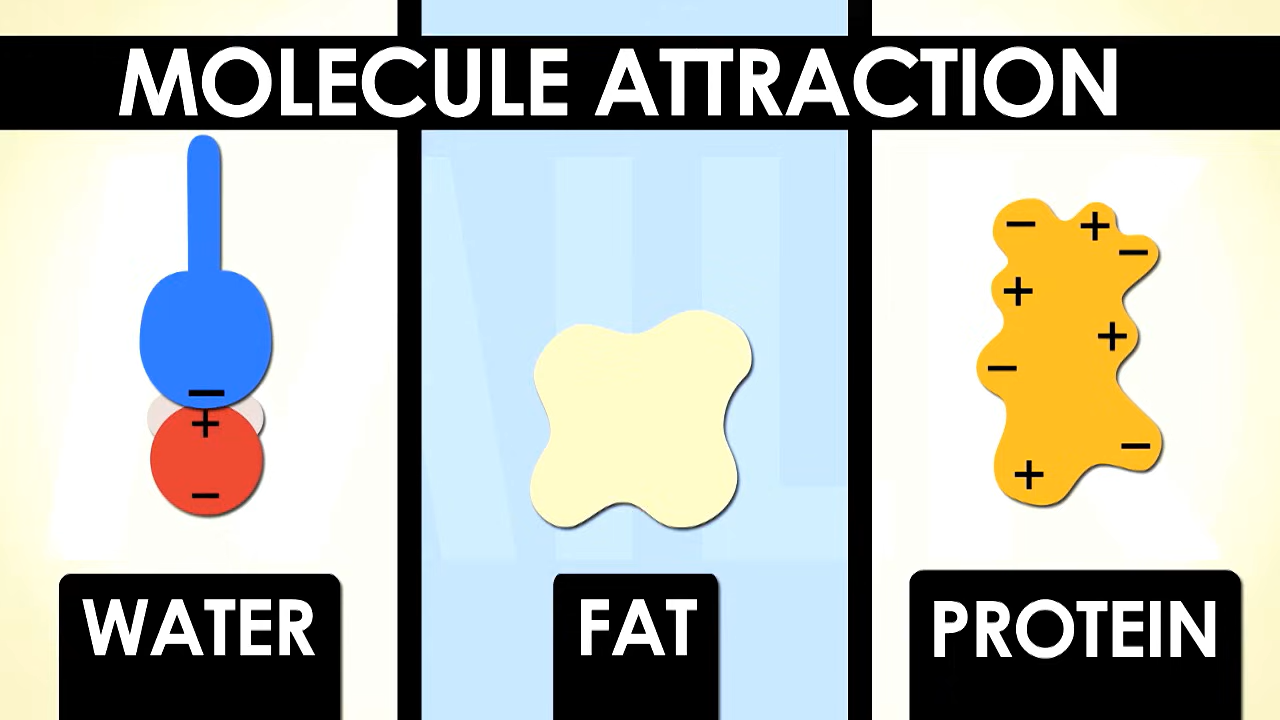 MOLECULE ATTRACTION
− + −
WATER
FAT
− + −
+
+
−
−
+
PROTEIN